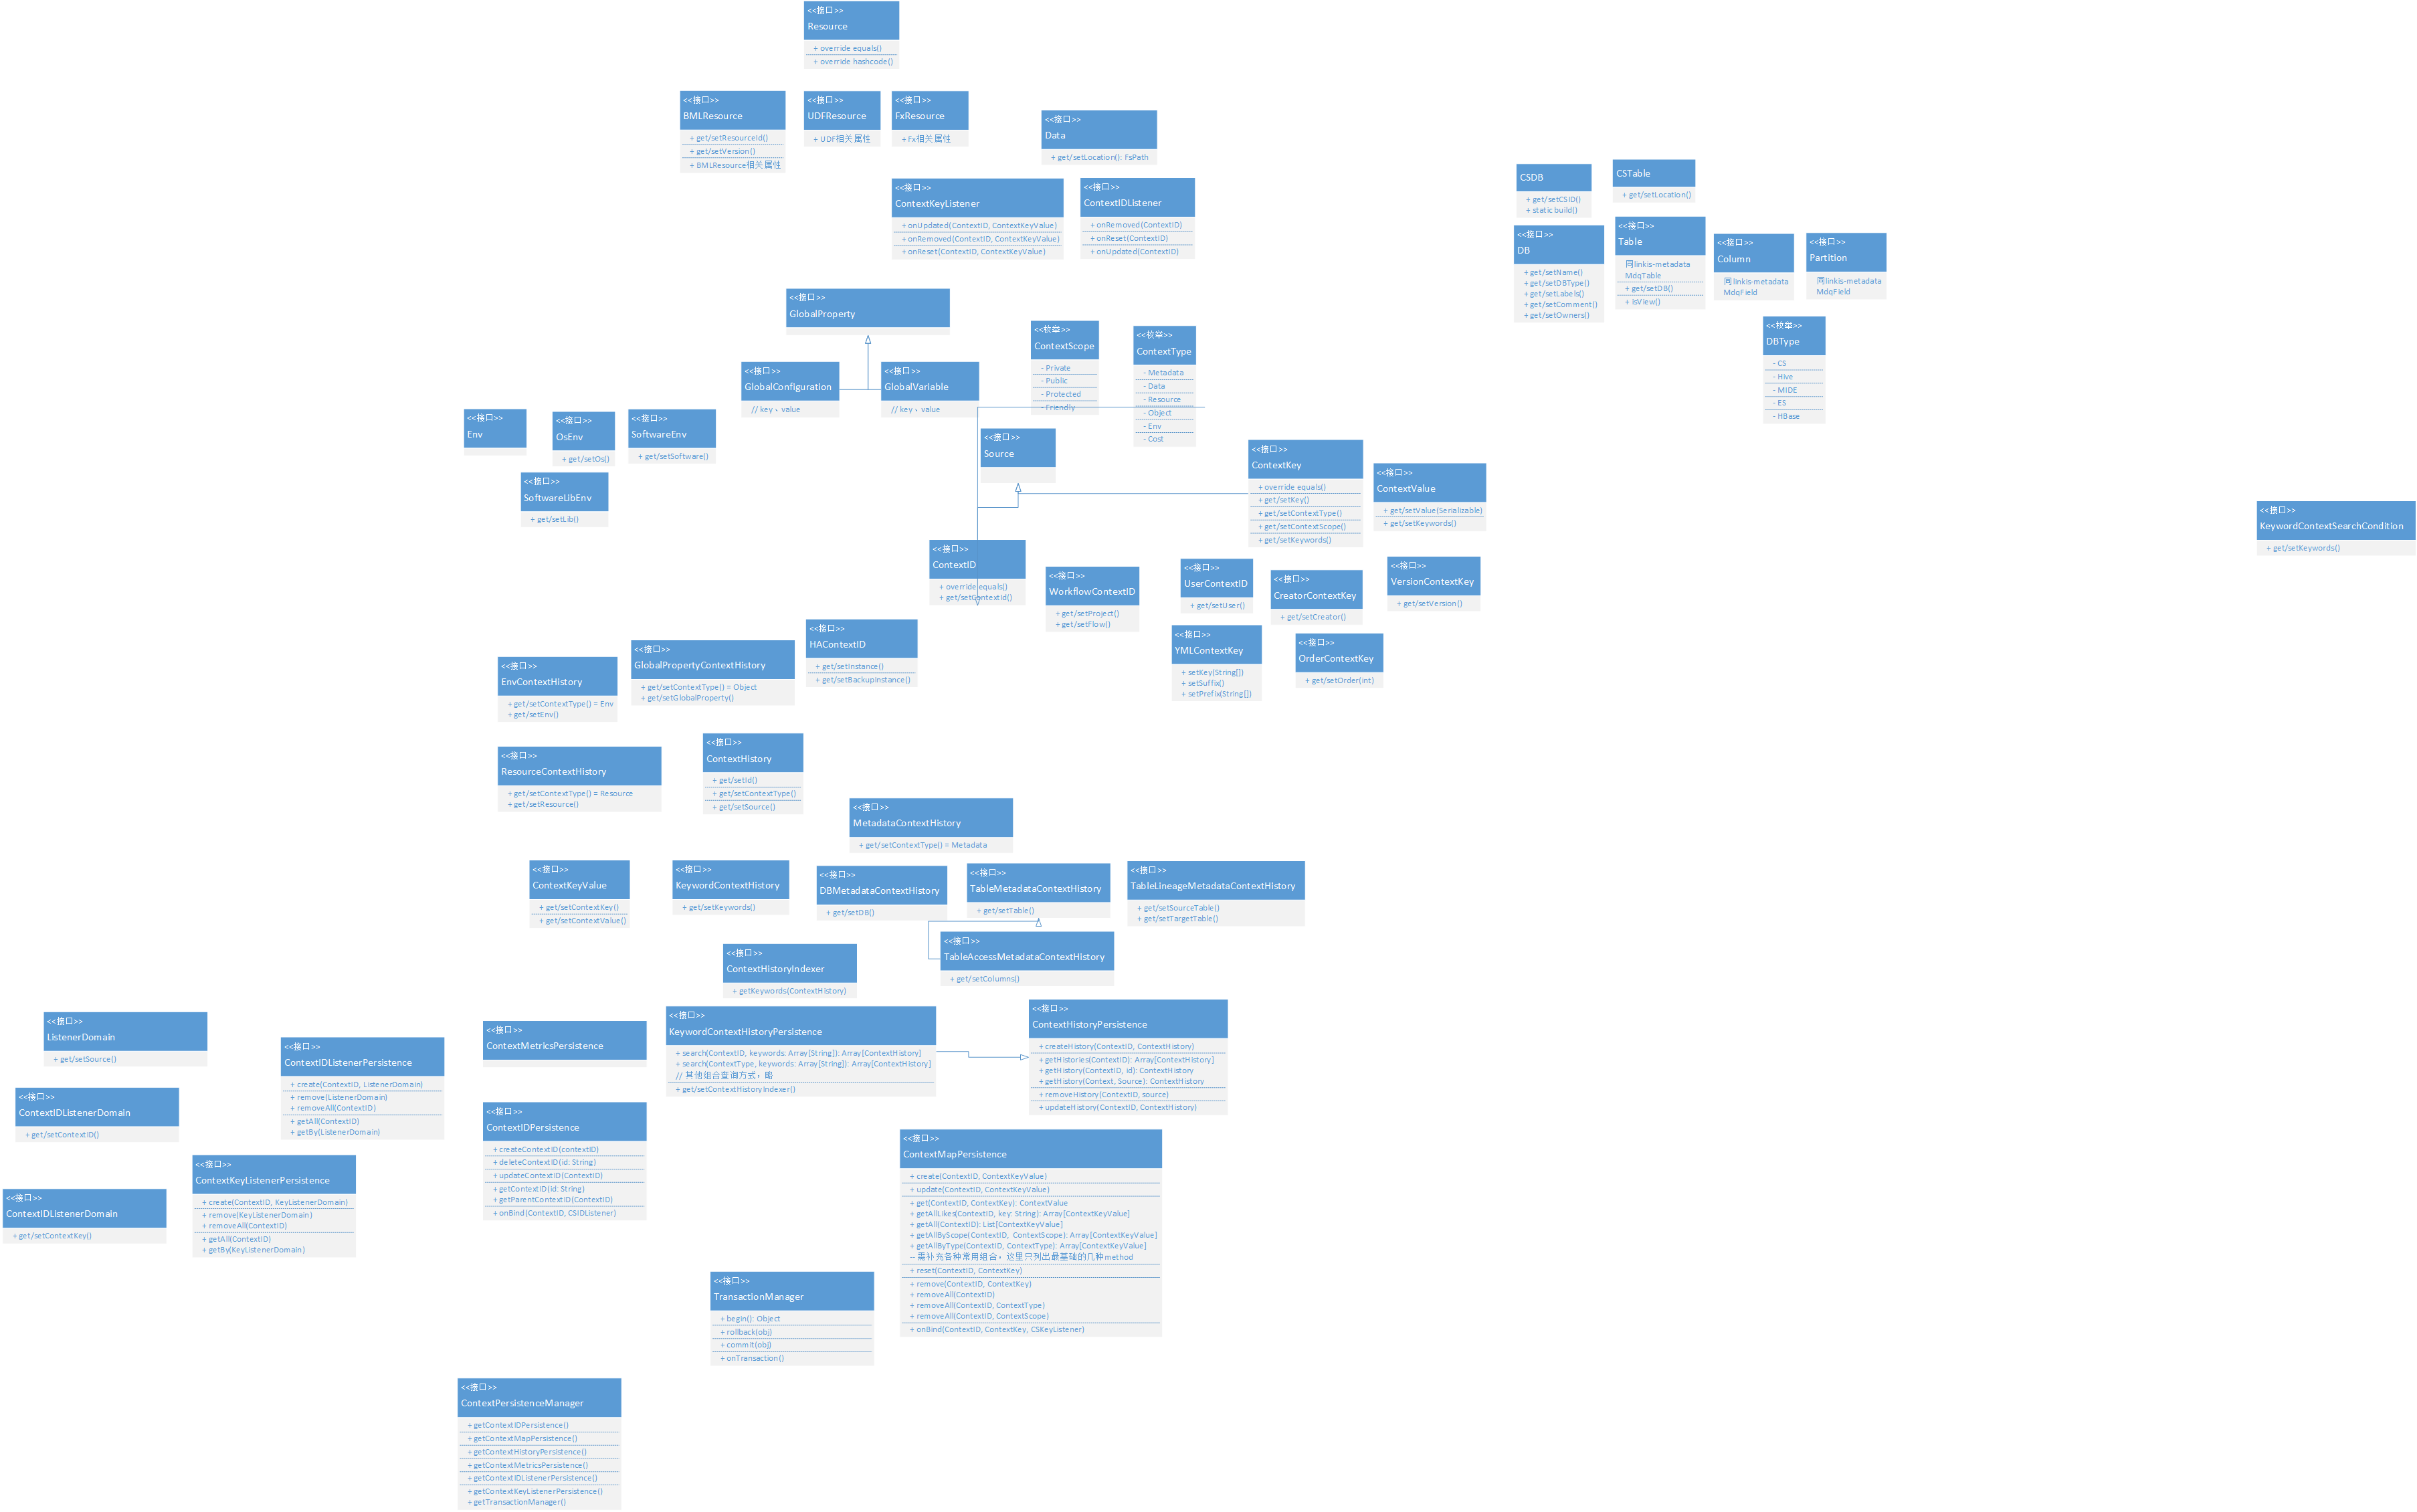 <<接口>>
Resource
+ override equals()
+ override hashcode()
<<接口>>
BMLResource
+ get/setResourceId()
+ get/setVersion()
+ BMLResource相关属性
<<接口>>
UDFResource
+ UDF相关属性
<<接口>>
FxResource
+ Fx相关属性
<<接口>>
Data
+ get/setLocation(): FsPath
<<接口>>
ContextKeyListener
+ onUpdated(ContextID, ContextKeyValue)
+ onRemoved(ContextID, ContextKeyValue)
+ onReset(ContextID, ContextKeyValue)
<<接口>>
ContextIDListener
+ onRemoved(ContextID)
+ onReset(ContextID)
+ onUpdated(ContextID)
CSDB
+ get/setCSID()
+ static build()
CSTable
+ get/setLocation()
<<接口>>
DB
+ get/setName()
+ get/setDBType()
+ get/setLabels()
+ get/setComment()
+ get/setOwners()
<<接口>>
Table
同linkis-metadata
MdqTable
+ get/setDB()
+ isView()
<<接口>>
Column
同linkis-metadata
MdqField
<<接口>>
Partition
同linkis-metadata
MdqField
<<枚举>>
DBType
- CS
- Hive
- MIDE
- ES
- HBase
<<接口>>
GlobalProperty
<<接口>>
GlobalConfiguration
// key、value
<<接口>>
GlobalVariable
// key、value
<<枚举>>
ContextScope
- Private
- Public
- Protected
- Friendly
<<枚举>>
ContextType
- Metadata
- Data
- Resource
- Object
- Env
- Cost
<<接口>>
Env
<<接口>>
OsEnv
+ get/setOs()
<<接口>>
SoftwareEnv
+ get/setSoftware()
<<接口>>
SoftwareLibEnv
+ get/setLib()
<<接口>>
Source
<<接口>>
ContextKey
+ override equals()
+ get/setKey()
+ get/setContextType()
+ get/setContextScope()
+ get/setKeywords()
<<接口>>
ContextValue
+ get/setValue(Serializable)
+ get/setKeywords()
<<接口>>
KeywordContextSearchCondition
+ get/setKeywords()
<<接口>>
ContextID
+ override equals()
+ get/setContextId()
<<接口>>
WorkflowContextID
+ get/setProject()
+ get/setFlow()
<<接口>>
UserContextID
+ get/setUser()
<<接口>>
CreatorContextKey
+ get/setCreator()
<<接口>>
VersionContextKey
+ get/setVersion()
<<接口>>
YMLContextKey
+ setKey(String[])
+ setSuffix()
+ setPrefix(String[])
<<接口>>
OrderContextKey
+ get/setOrder(int)
<<接口>>
HAContextID
+ get/setInstance()
+ get/setBackupInstance()
<<接口>>
GlobalPropertyContextHistory
+ get/setContextType() = Object
+ get/setGlobalProperty()
<<接口>>
EnvContextHistory
+ get/setContextType() = Env
+ get/setEnv()
<<接口>>
ResourceContextHistory
+ get/setContextType() = Resource
+ get/setResource()
<<接口>>
ContextHistory
+ get/setId()
+ get/setContextType()
+ get/setSource()
<<接口>>
MetadataContextHistory
+ get/setContextType() = Metadata
<<接口>>
ContextKeyValue
+ get/setContextKey()
+ get/setContextValue()
<<接口>>
KeywordContextHistory
+ get/setKeywords()
<<接口>>
DBMetadataContextHistory
+ get/setDB()
<<接口>>
TableMetadataContextHistory
+ get/setTable()
<<接口>>
TableLineageMetadataContextHistory
+ get/setSourceTable()
+ get/setTargetTable()
<<接口>>
TableAccessMetadataContextHistory
+ get/setColumns()
<<接口>>
ContextHistoryIndexer
+ getKeywords(ContextHistory)
<<接口>>
ListenerDomain
+ get/setSource()
<<接口>>
ContextIDListenerPersistence
+ create(ContextID, ListenerDomain)
+ remove(ListenerDomain)
+ removeAll(ContextID)
+ getAll(ContextID)
+ getBy(ListenerDomain)
<<接口>>
ContextMetricsPersistence
<<接口>>
KeywordContextHistoryPersistence
+ search(ContextID, keywords: Array[String]): Array[ContextHistory]
+ search(ContextType, keywords: Array[String]): Array[ContextHistory]
// 其他组合查询方式，略
+ get/setContextHistoryIndexer()
<<接口>>
ContextHistoryPersistence
+ createHistory(ContextID, ContextHistory)
+ getHistories(ContextID): Array[ContextHistory]
+ getHistory(ContextID, id): ContextHistory
+ getHistory(Context, Source): ContextHistory
+ removeHistory(ContextID, source)
+ updateHistory(ContextID, ContextHistory)
<<接口>>
ContextIDListenerDomain
+ get/setContextID()
<<接口>>
ContextIDPersistence
+ createContextID(contextID)
+ deleteContextID(id: String)
+ updateContextID(ContextID)
+ getContextID(id: String)
+ getParentContextID(ContextID)
+ onBind(ContextID, CSIDListener)
<<接口>>
ContextKeyListenerPersistence
+ create(ContextID, KeyListenerDomain)
+ remove(KeyListenerDomain)
+ removeAll(ContextID)
+ getAll(ContextID)
+ getBy(KeyListenerDomain)
<<接口>>
ContextIDListenerDomain
+ get/setContextKey()
<<接口>>
ContextMapPersistence
+ create(ContextID, ContextKeyValue)
+ update(ContextID, ContextKeyValue)
+ get(ContextID, ContextKey): ContextValue
+ getAllLikes(ContextID, key: String): Array[ContextKeyValue]
+ getAll(ContextID): List[ContextKeyValue]
+ getAllByScope(ContextID, ContextScope): Array[ContextKeyValue]
+ getAllByType(ContextID, ContextType): Array[ContextKeyValue]
-- 需补充各种常用组合，这里只列出最基础的几种method
+ reset(ContextID, ContextKey)
+ remove(ContextID, ContextKey)
+ removeAll(ContextID)
+ removeAll(ContextID, ContextType)
+ removeAll(ContextID, ContextScope)
+ onBind(ContextID, ContextKey, CSKeyListener)
<<接口>>
TransactionManager
+ begin(): Object
+ rollback(obj)
+ commit(obj)
+ onTransaction()
<<接口>>
ContextPersistenceManager
+ getContextIDPersistence()
+ getContextMapPersistence()
+ getContextHistoryPersistence()
+ getContextMetricsPersistence()
+ getContextIDListenerPersistence()
+ getContextKeyListenerPersistence()
+ getTransactionManager()